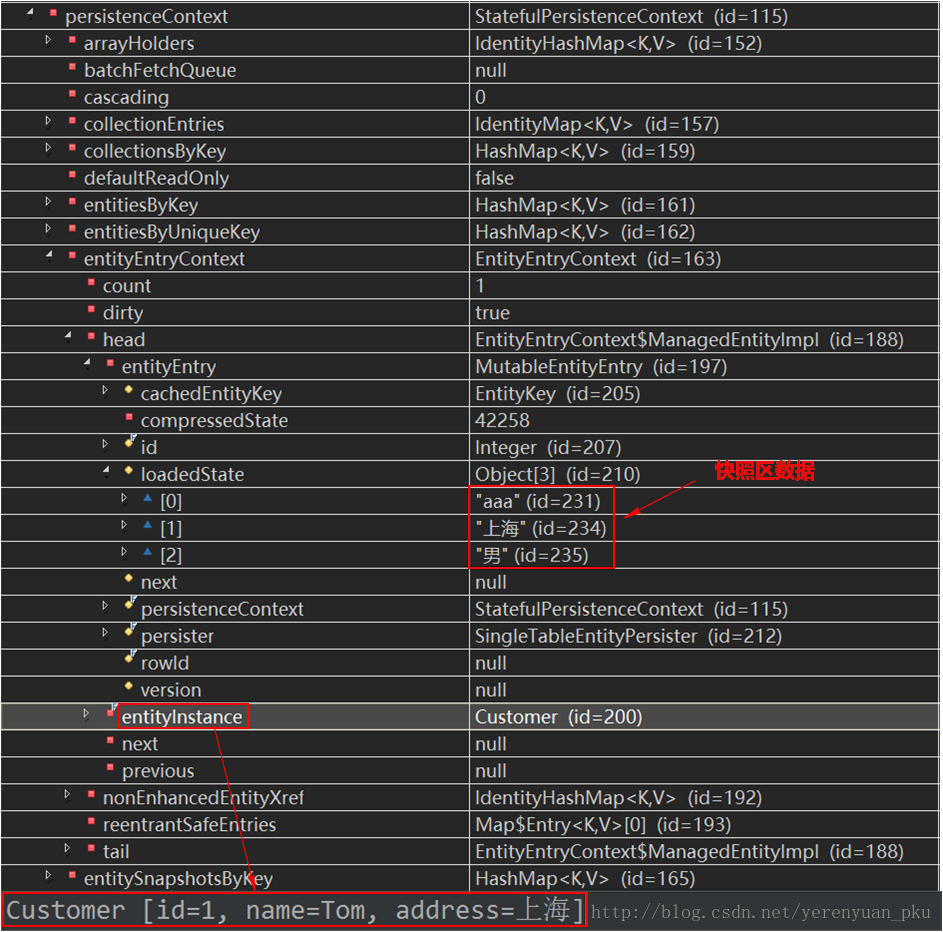 persistenceContext StatefulPersistenceContext (id=115)
arrayHolders IdentityHashMap<K,V> (id=152)
batchFetchQueue null
cascading 0
collectionEntries IdentityMap<K,V> (id=157)
collectionsByKey HashMap<K,V> (id=159)
defaultReadOnly false
entitiesByKey HashMap<K,V> (id=161)
entitiesByUniqueKey HashMap<K,V> (id=162)
entityEntryContext EntityEntryContext (id=163)
count 1
dirty true
head EntityEntryContext$ManagedEntityImpl (id=188)
entityEntry MutableEntityEntry (id=197)
cachedEntityKey EntityKey (id=205)
compressedState 42258
id Integer (id=207)
loadedState Object[3] (id=210) 快照区数据
[0] "aaa" (id=231)
[1] "上海" (id=234)
[2] "男" (id=235)
next null
persistenceContext StatefulPersistenceContext (id=115)
persister SingleTableEntityPersister (id=212)
rowId null
version null
entityInstance Customer (id=200)
next null
previous null
nonEnhancedEntityXref IdentityHashMap<K,V> (id=192)
reentrantSafeEntries Map$Entry<K,V>[0] (id=193)
tail EntityEntryContext$ManagedEntityImpl (id=188)
entitySnapshotsByKey HashMap<K,V> (id=165)
Customer [id=1, name=Tom, address=上海] http://blog.csdn.net/yerenyuan_pku